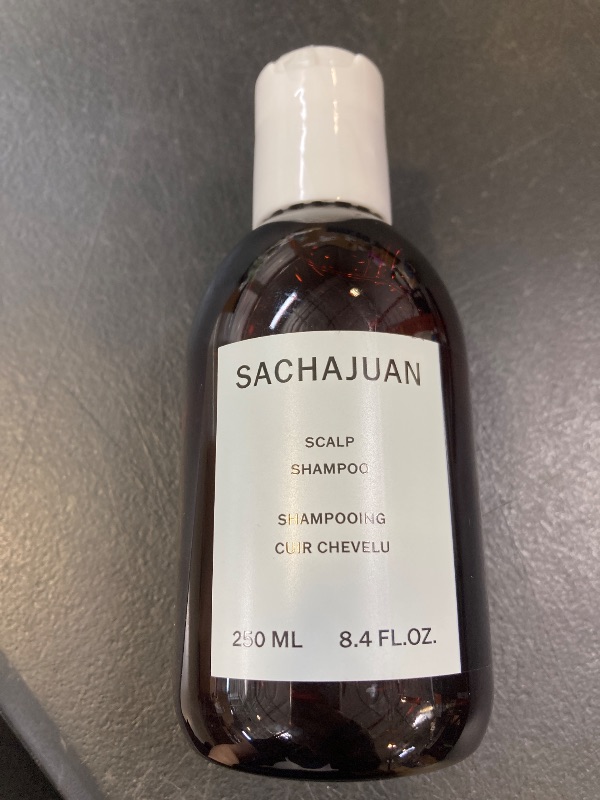 SACHAJUAN
SCALP
SHAMPOO
SHAMPOOING
CUIR CHEVELU
250 ML 8.4 FL.OZ.